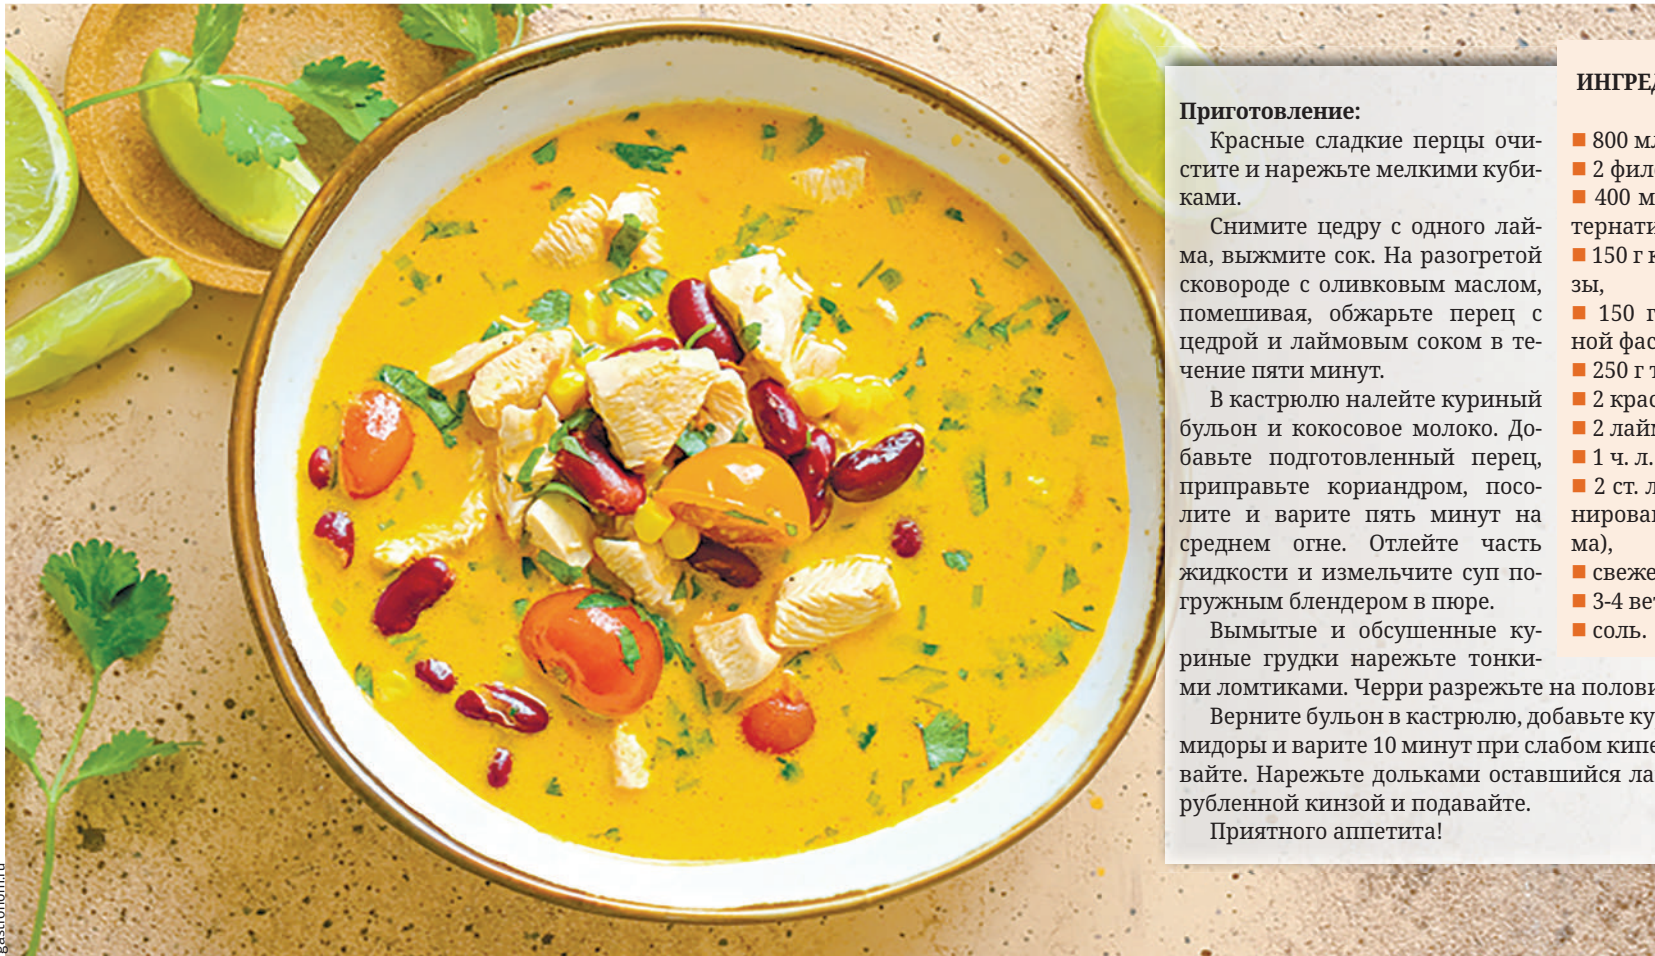 Приготовление:
Красные сладкие перцы очи-
стите и нарежьте мелкими куби-
ками.
Снимите цедру с одного лай-
ма, выжмите сок. На разогретой
сковороде с оливковым маслом,
помешивая, обжарьте перец с
цедрой и лаймовым соком в те-
чение пяти минут.
В кастрюлю налейте куриный
бульон и кокосовое молоко. До-
бавьте подготовленный перец,
приправьте кориандром, посо-
лите и варите пять минут на
среднем огне. Отлейте часть
жидкости и измельчите суп по-
гружным блендером в пюре.
Вымытые и обсушенные ку-
риные грудки нарежьте тонки-
ми ломтиками. Черри разрежьте на полови
Верните бульон в кастрюлю, добавьте ку
мидоры и варите 10 минут при слабом кипе
вайте. Нарежьте дольками оставшийся ла
рубленной кинзой и подавайте.
Приятного аппетита!
ИНГРЕД
■ 800 мл
■ 2 фил
■ 400 м
тернати
■ 150 г к
зы,
■ 150 г
ной фас
■ 250 г т
■ 2 крас
■ 2 лайм
■ 1 ч. л.
■ 2 ст. л
нирован
ма),
■ свеже
■ 3-4 вет
■ соль.
gastronom.ru